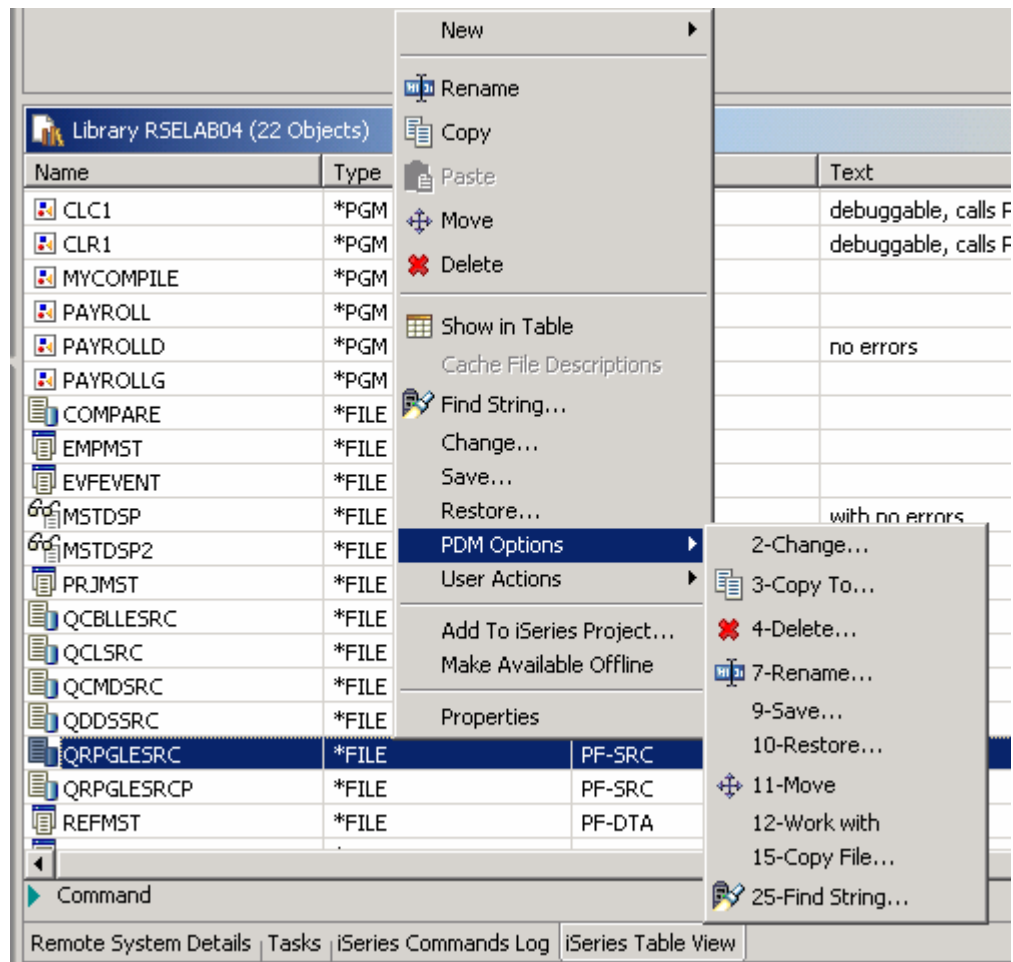 New
Rename
Copy
Paste
Move
Delete
Show in Table
Cache File Descriptions
Find String...
Change...
Save...
Restore...
PDM Options
User Actions
Add To iSeries Project...
Make Available Offline
Properties
2-Change...
3-Copy To...
4-Delete...
7-Rename...
9-Save...
10-Restore...
11-Move
12-Work with
15-Copy File...
25-Find String...
Library RSELAB04 (22 Objects)
Name Type Text
CLC1 *PGM debuggable, calls P
CLR1 *PGM debuggable, calls P
MYCOMPILE *PGM
PAYROLL *PGM
PAYROLLD *PGM no errors
PAYROLLG *PGM
COMPARE *FILE
EMPMST *FILE
EVFEVENT *FILE
MSTDSP *FILE with no errors
MSTDSP2 *FILE
PRJMST *FILE
QCBLLESRC *FILE
QCLSRC *FILE
QCMDSRC *FILE
QDDSSRC *FILE
QRPGLESRC *FILE PF-SRC
QRPGLESRCP *FILE PF-SRC
REFMST *FILE PF-DTA
Command
Remote System Details Tasks iSeries Commands Log iSeries Table View